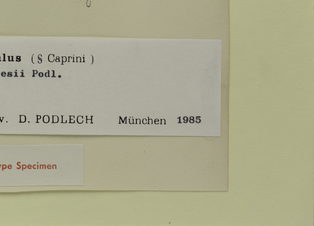 lus (§ Caprini )
esii Podl.
v. D. PODLECH München 1985
ype Specimen